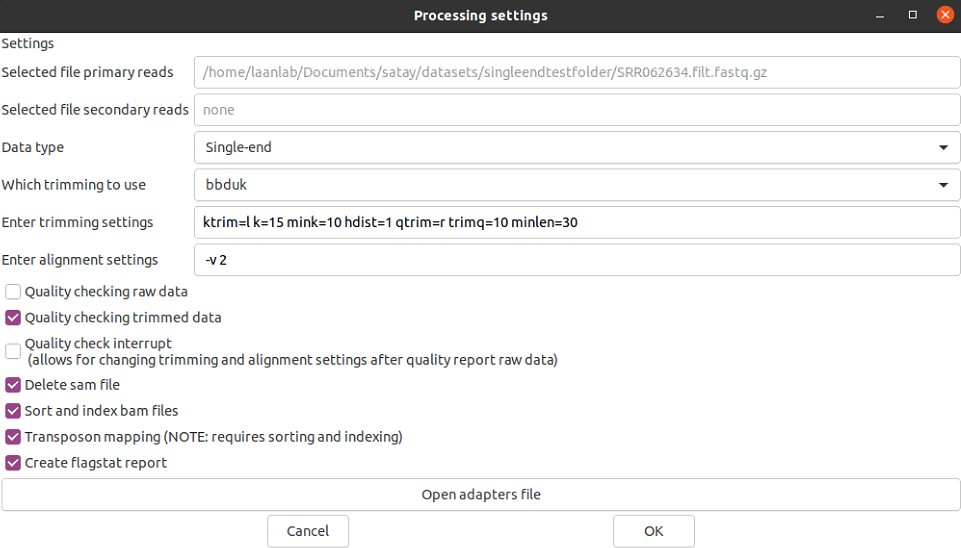 Processing settings
Settings
Selected file primary reads /home/laanlab/Documents/satay/datasets/singleendtestfolder/SRR062634.filt.fastq.gz
Selected file secondary reads none
Data type Single-end
Which trimming to use bbduk
Enter trimming settings ktrim=l k=15 mink=10 hdist=1 qtrim=r trimq=10 minlen=30
Enter alignment settings -v 2
Quality checking raw data
Quality checking trimmed data
Quality check interrupt
(allows for changing trimming and alignment settings after quality report raw data)
Delete sam file
Sort and index bam files
Transposon mapping (NOTE: requires sorting and indexing)
Create flagstat report
Open adapters file
Cancel OK